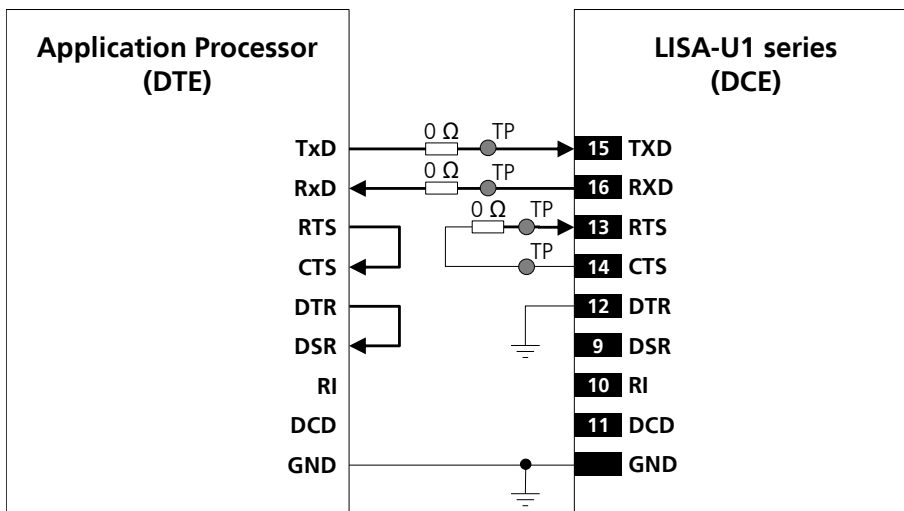 Application Processor
(DTE)
LISA-U1 series
(DCE)
TxD 0 Ω TP 15 TXD
RxD 0 Ω TP 16 RXD
RTS 0 Ω TP 13 RTS
CTS TP 14 CTS
DTR 12 DTR
DSR 9 DSR
RI 10 RI
DCD 11 DCD
GND GND